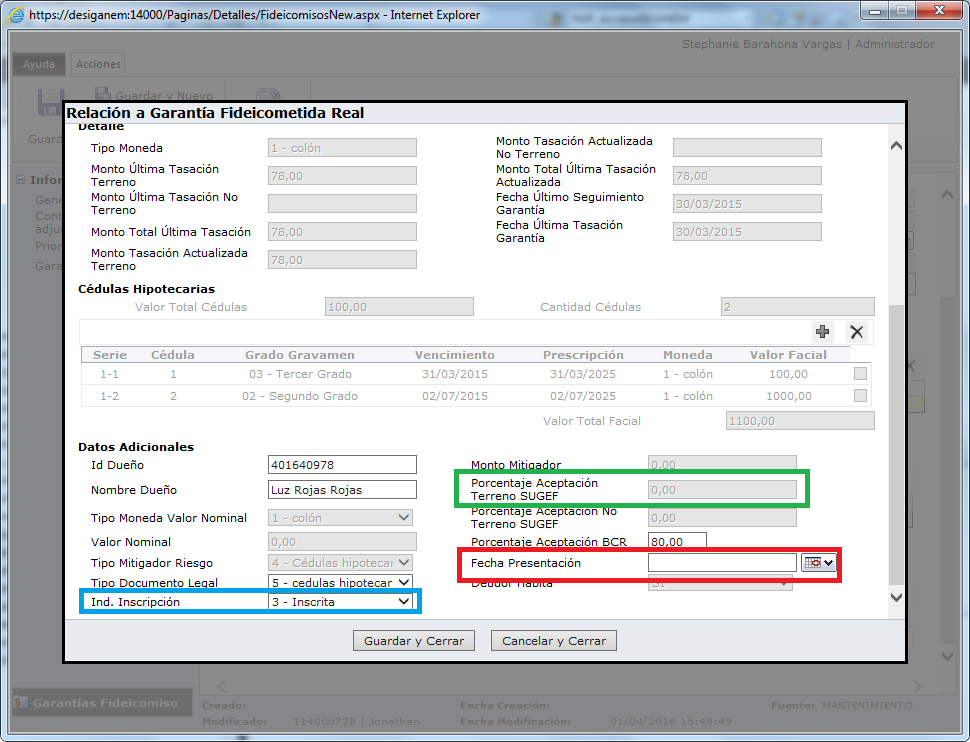 https://desiganem:14000/Paginas/Detalles/FideicomisosNew.aspx - Internet Explorer
Stephanie Barahona Vargas | Administrador
Ayuda
Acciones
Guardar y Nuevo
Guard
Relación a Garantía Fideicometida Real
Detalle
Tipo Moneda 1 - colón
Monto Tasación Actualizada No Terreno
Monto Última Tasación Terreno 78,00
Monto Total Última Tasación Actualizada 78,00
Monto Última Tasación No Terreno
Fecha Último Seguimiento Garantía 30/03/2015
Monto Total Última Tasación 78,00
Fecha Última Tasación Garantía 30/03/2015
Monto Tasación Actualizada Terreno 78,00
Infor
Gene
Cont
adju
Prior
Gara
Cédulas Hipotecarias
Valor Total Cédulas 100,00 Cantidad Cédulas 2
Serie Cédula Grado Gravamen Vencimiento Prescripción Moneda Valor Facial
1-1 1 03 - Tercer Grado 31/03/2015 31/03/2025 1 - colón 100,00
1-2 2 02 - Segundo Grado 02/07/2015 02/07/2025 1 - colón 1000,00
Valor Total Facial 1100,00
Datos Adicionales
Id Dueño 401640978 Monto Mitigador 0,00
Nombre Dueño Luz Rojas Rojas
Porcentaje Aceptación Terreno SUGEF 0,00
Tipo Moneda Valor Nominal 1 - colón
Porcentaje Aceptación No Terreno SUGEF 0,00
Valor Nominal 0,00 Porcentaje Aceptación BCR 80,00
Tipo Mitigador Riesgo 4 - Cédulas hipotecar Fecha Presentación
Tipo Documento Legal 5 - cedulas hipotecar Deudor Habita
Ind. Inscripción 3 - Inscrita
Guardar y Cerrar Cancelar y Cerrar
Garantías Fideicomiso
Creado: Fecha Creación: Fuente: MANTENIMIENTO
Modificado: 114000728 | Jonathan Fecha Modificación: 01/04/2016 15:49:49